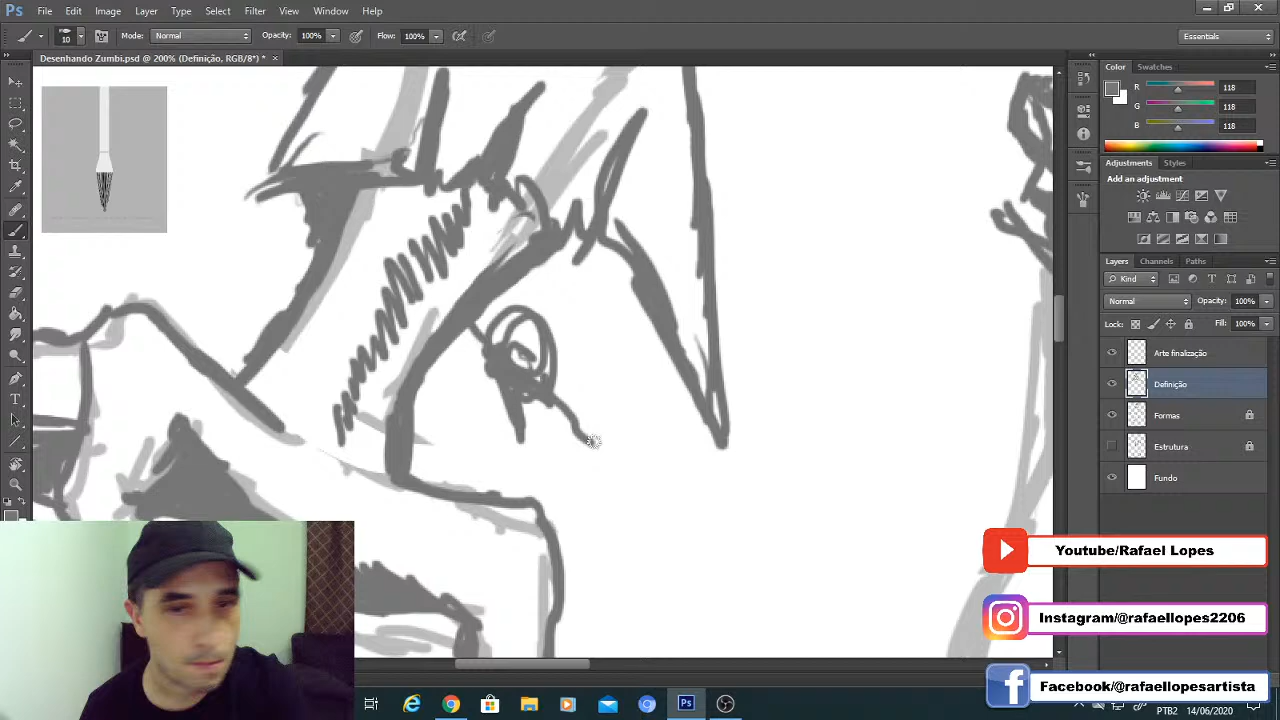 Ps File Edit Image Layer Type Select Filter View Window Help
10 Mode: Normal Opacity: 100% Flow: 100% Essentials
Desenhando Zumbi.psd @ 200% (Definição, RGB/8*) *
Color Swatches
R 118
G 118
B 118
Adjustments Styles
Add an adjustment
Layers Channels Paths
Kind
Normal Opacity: 100%
Lock: Fill: 100%
Arte finalização
Definição
Formas
Estrutura
Fundo
Youtube/Rafael Lopes
Instagram/@rafaellopes2206
Facebook/@rafaellopesartista
Ps
PTB2 14/06/2020